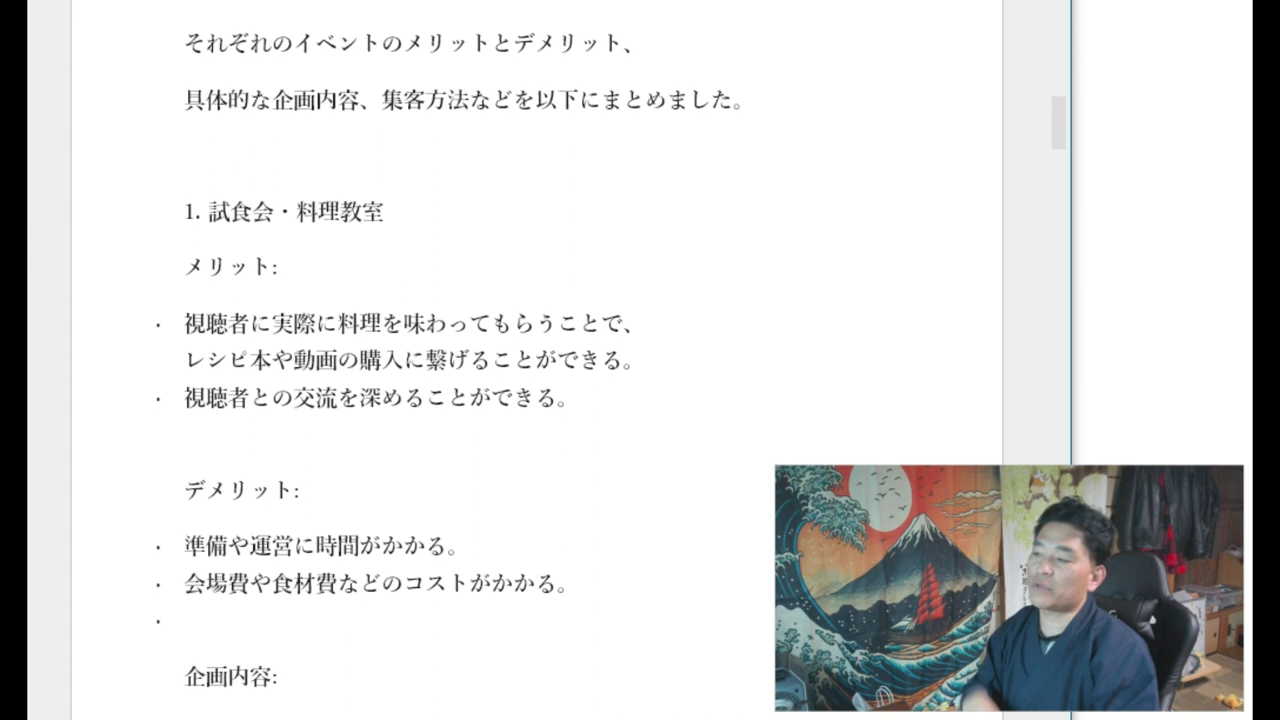 それぞれのイベントのメリットとデメリット、
具体的な企画内容、集客方法などを以下にまとめました。
1. 試食会・料理教室
メリット:
· 視聴者に実際に料理を味わってもらうことで、
レシピ本や動画の購入に繋げることができる。
· 視聴者との交流を深めることができる。
デメリット:
· 準備や運営に時間がかかる。
· 会場費や食材費などのコストがかかる。
·
企画内容: